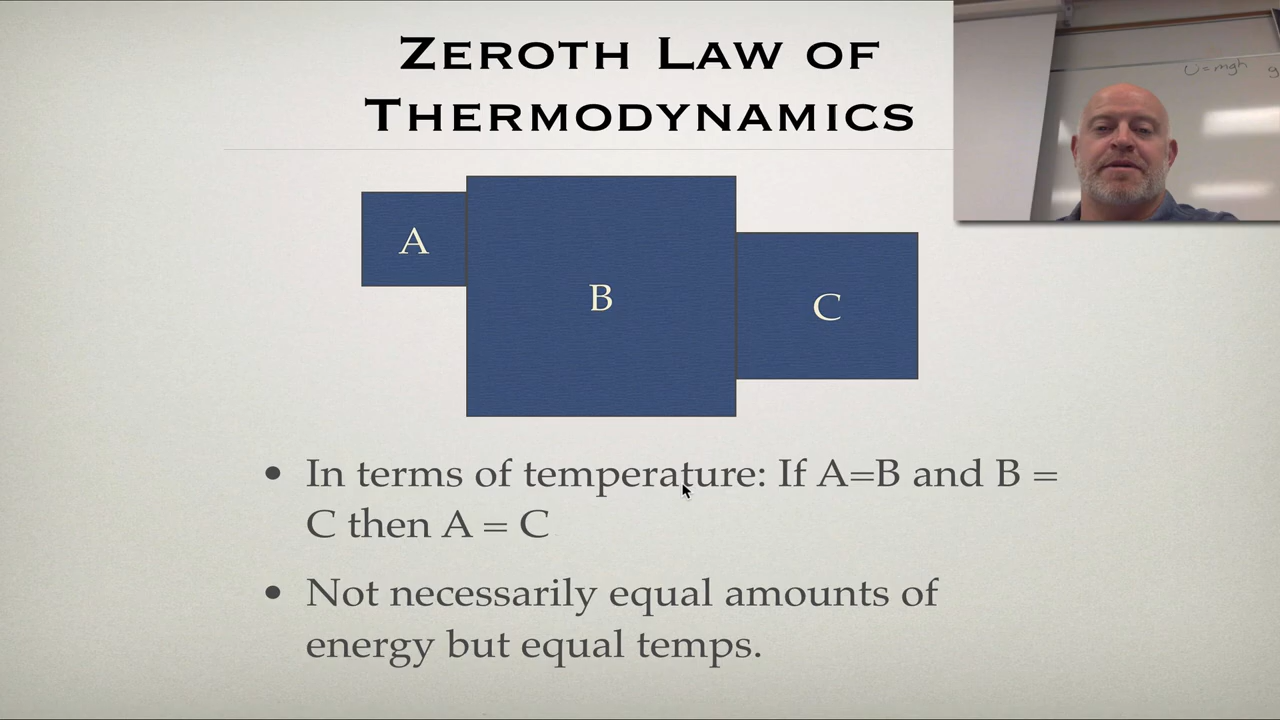 ZEROTH LAW OF
THERMODYNAMICS
U=mgh g
A
B
C
• In terms of temperature: If A=B and B =
C then A = C
• Not necessarily equal amounts of
energy but equal temps.